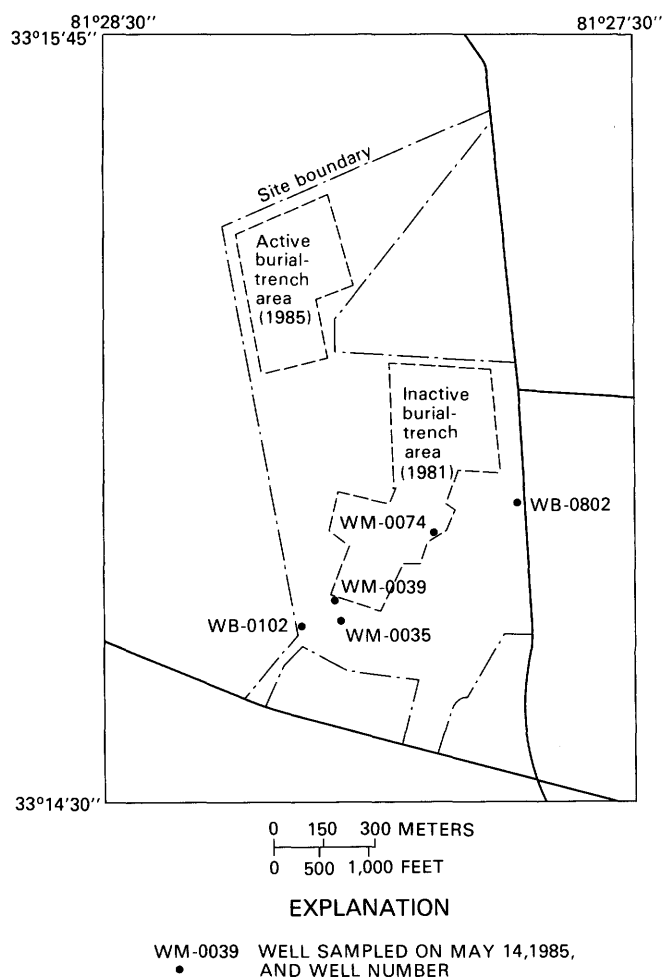 81°28'30"
81°27'30"
33°15'45"
Site boundary
Active
burial-
trench
area
(1985)
Inactive
burial-
trench
area
(1981)
WB-0802
WM-0074
WM-0039
WB-0102
WM-0035
33°14'30"
0 150 300 METERS
0 500 1,000 FEET
EXPLANATION
WM-0039 WELL SAMPLED ON MAY 14,1985,
AND WELL NUMBER